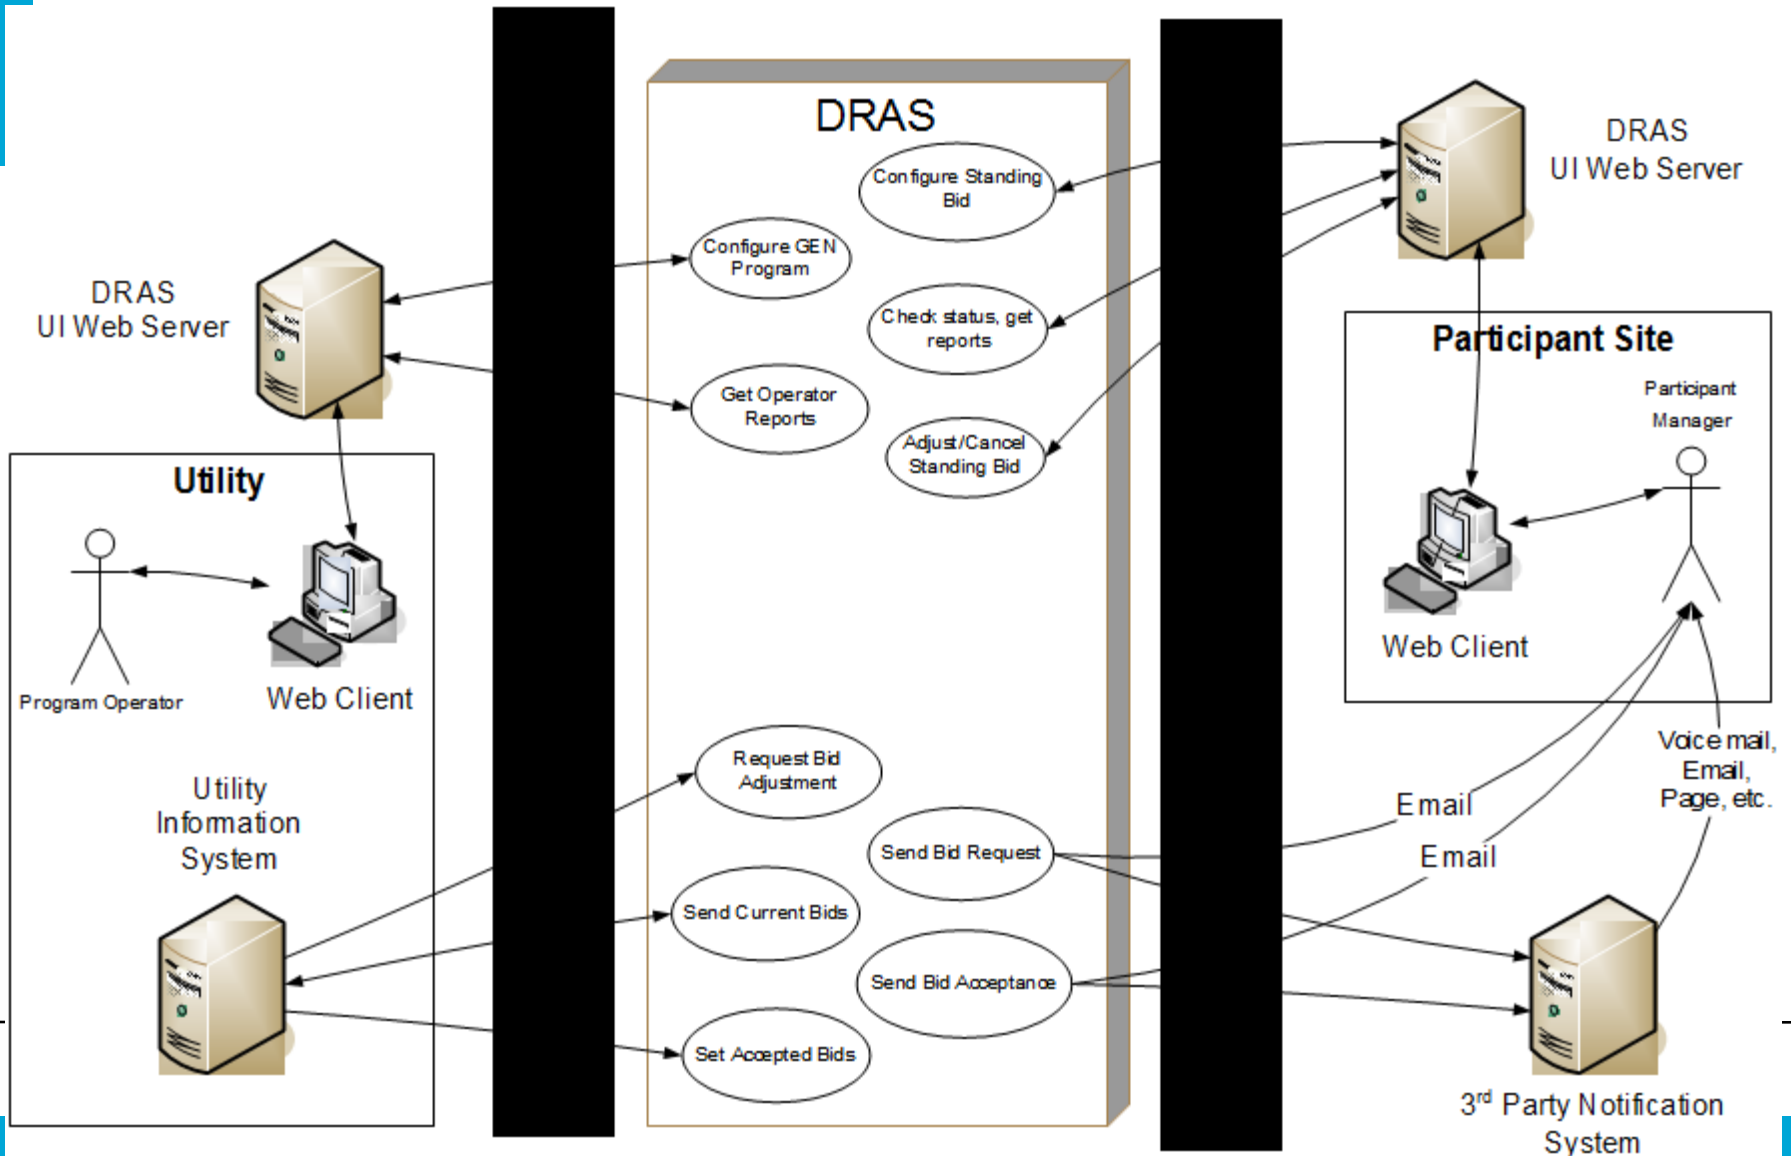 DRAS
Configure Standing
Bid
DRAS
UI Web Server
Configure GEN
Program
DRAS
UI Web Server
Check status, get
reports
Participant Site
Participant
Manager
Get Operator
Reports
Adjust/Cancel
Standing Bid
Utility
Web Client
Program Operator
Web Client
Request Bid
Adjustment
Voice mail,
Email,
Page, etc.
Utility
Information
System
Email
Send Bid Request
Email
Send Current Bids
Send Bid Acceptance
Set Accepted Bids
3rd Party Notification
System